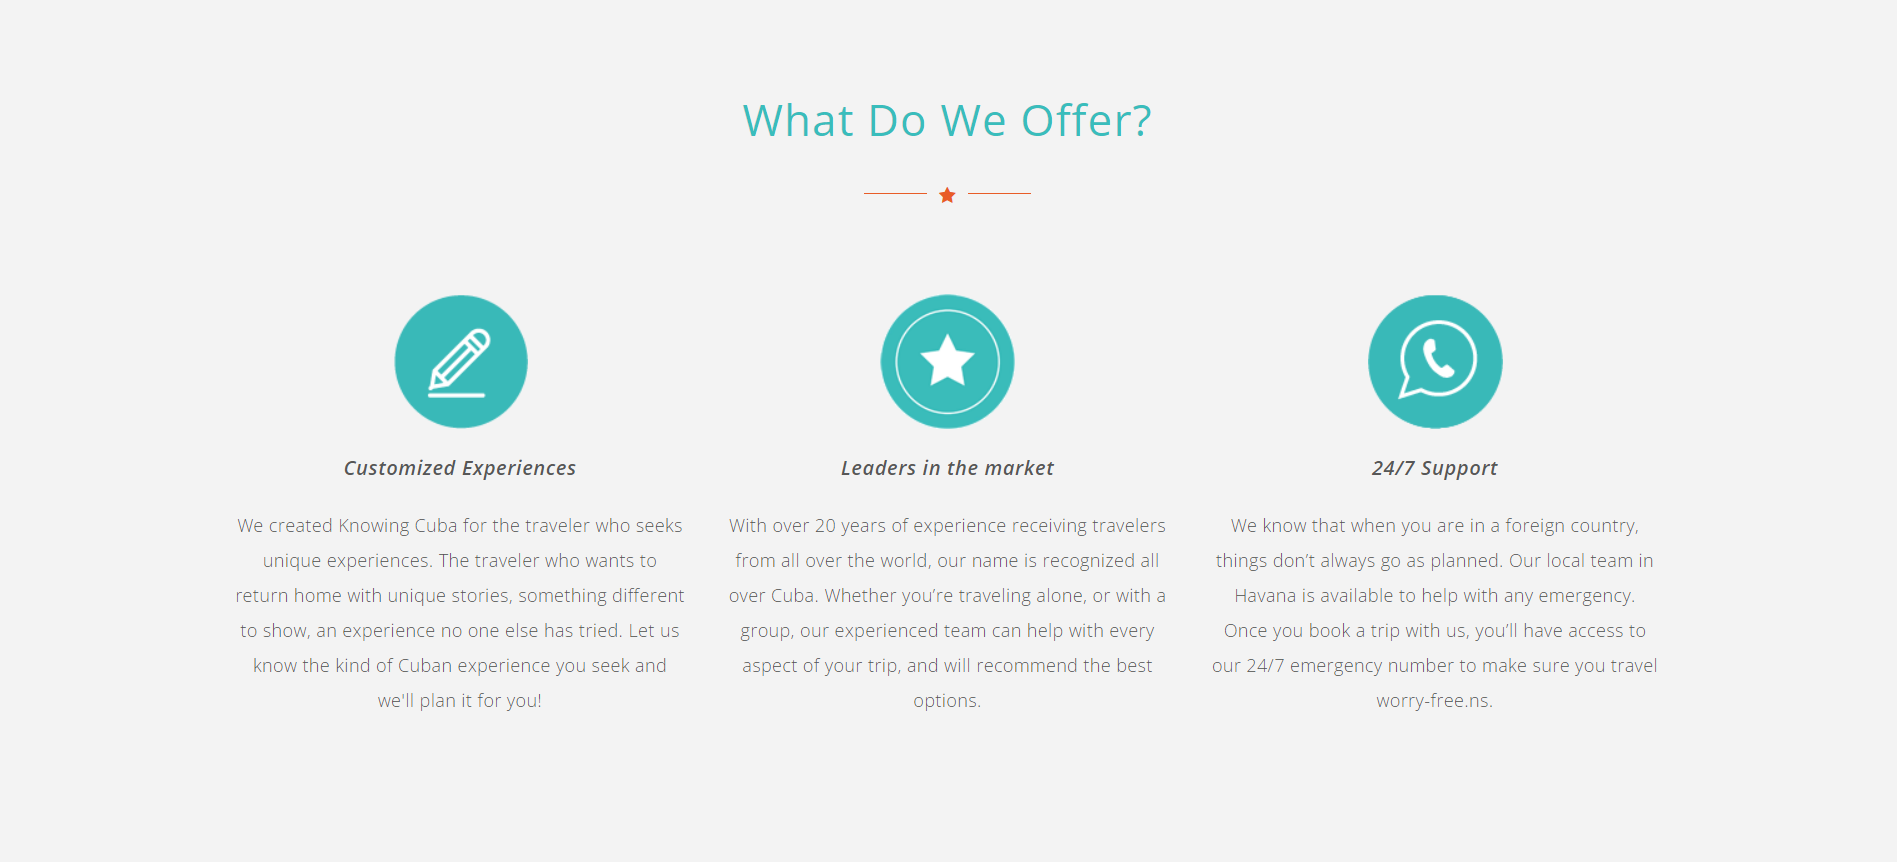 What Do We Offer?
Customized Experiences
We created Knowing Cuba for the traveler who seeks
unique experiences. The traveler who wants to
return home with unique stories, something different
to show, an experience no one else has tried. Let us
know the kind of Cuban experience you seek and
we'll plan it for you!
Leaders in the market
With over 20 years of experience receiving travelers
from all over the world, our name is recognized all
over Cuba. Whether you’re traveling alone, or with a
group, our experienced team can help with every
aspect of your trip, and will recommend the best
options.
24/7 Support
We know that when you are in a foreign country,
things don’t always go as planned. Our local team in
Havana is available to help with any emergency.
Once you book a trip with us, you’ll have access to
our 24/7 emergency number to make sure you travel
worry-free.ns.